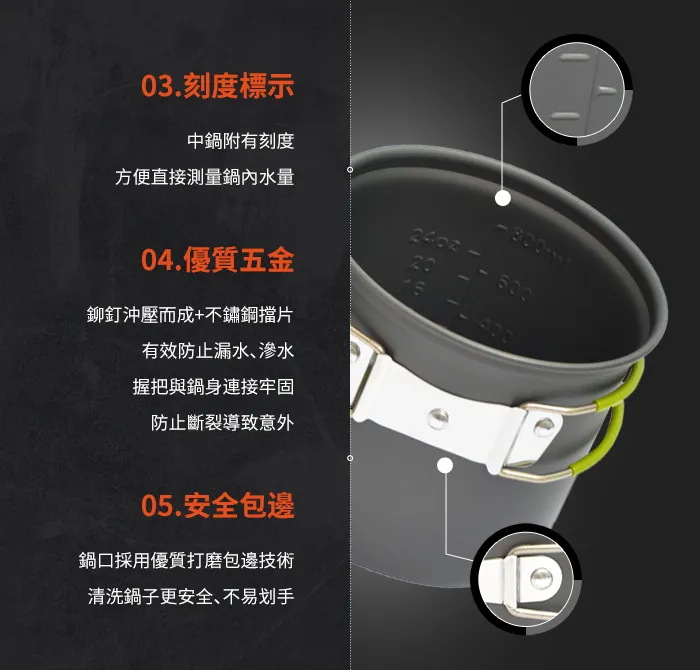 03.刻度標示
中鍋附有刻度
方便直接測量鍋內水量
04.優質五金
鉚釘沖壓而成+不鏽鋼擋片
有效防止漏水、滲水
握把與鍋身連接牢固
防止斷裂導致意外
05.安全包邊
鍋口採用優質打磨包邊技術
清洗鍋子更安全、不易划手
800ml
24oz
20
600
16
400